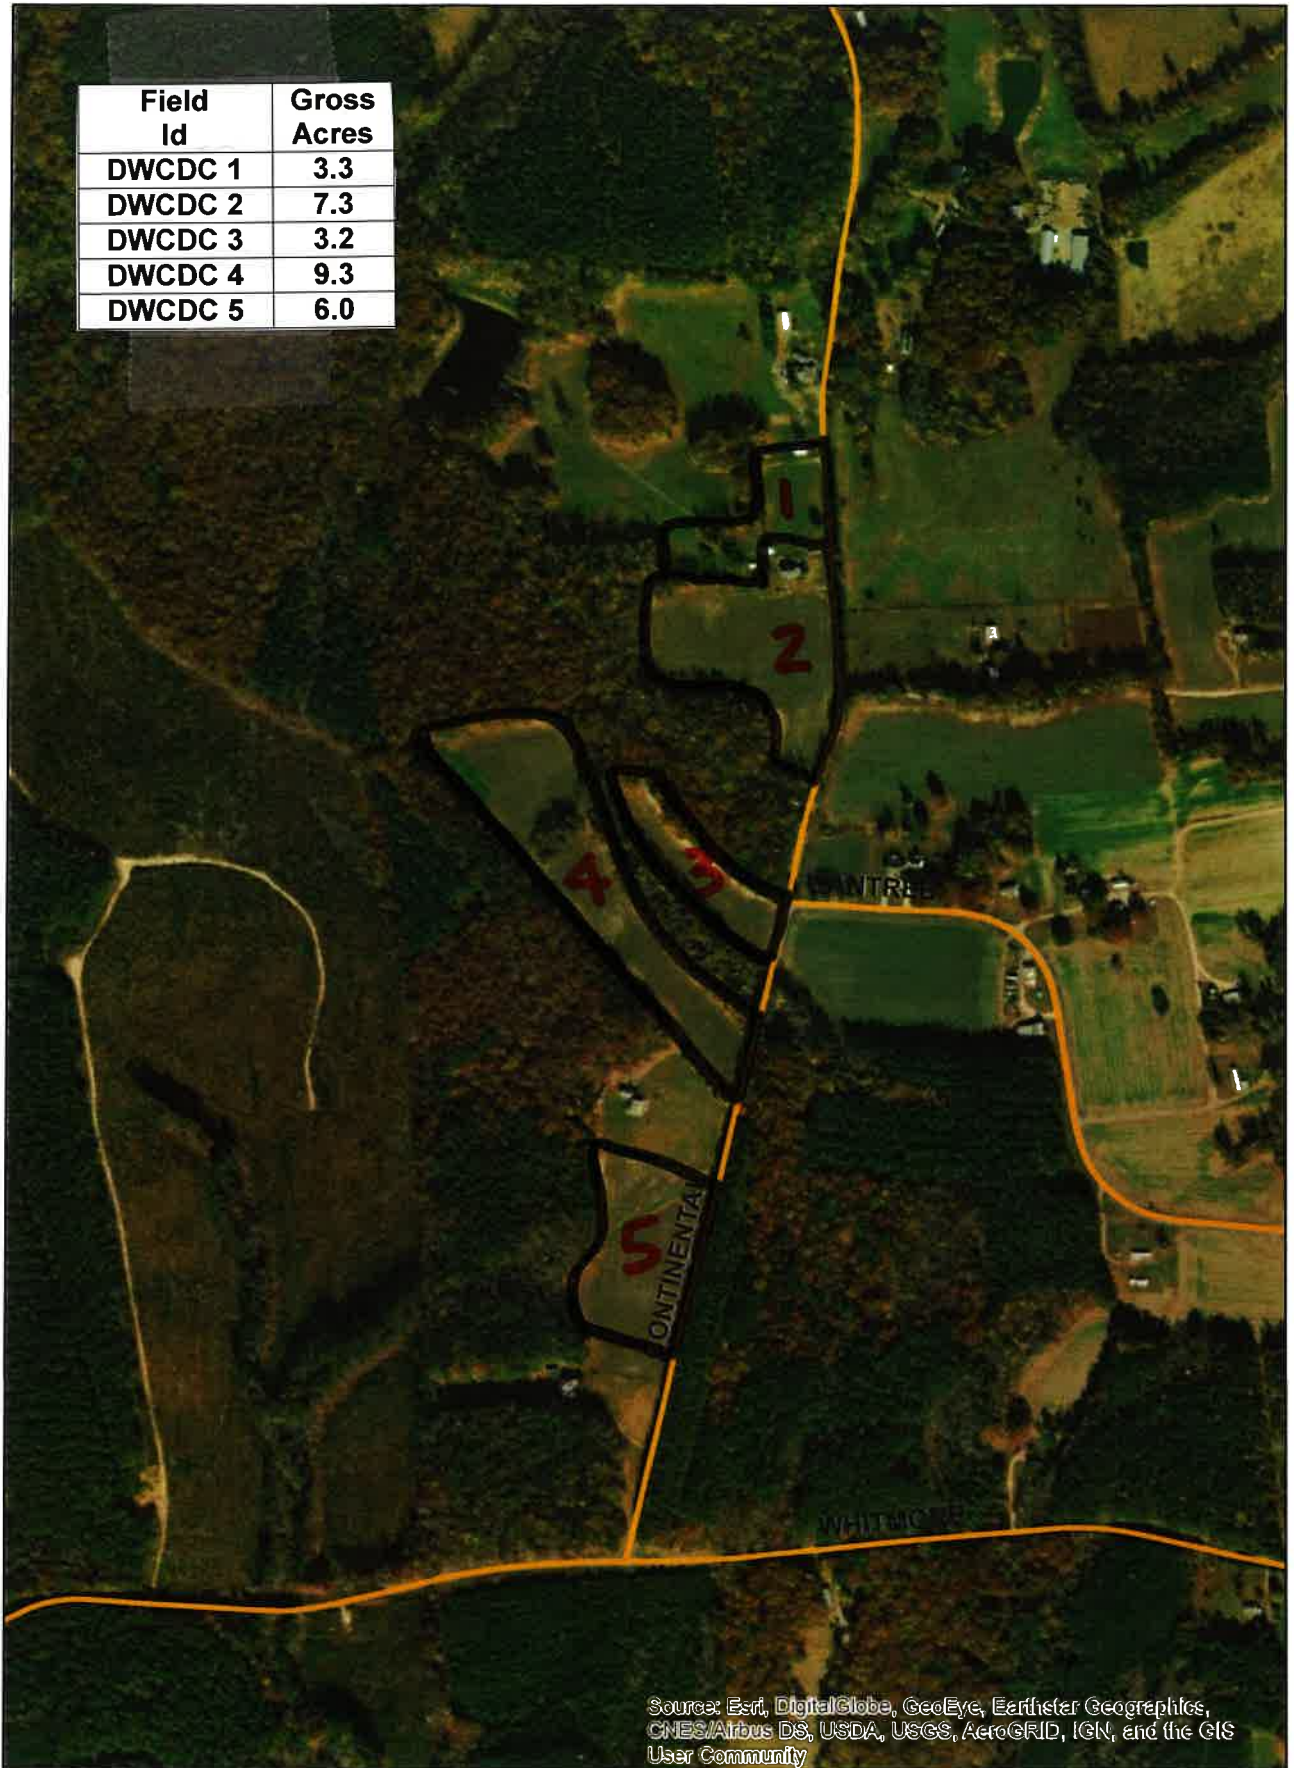 Field Gross
Id Acres
DWCDC 1 3.3
DWCDC 2 7.3
DWCDC 3 3.2
DWCDC 4 9.3
DWCDC 5 6.0
1
2
3
4
5
ONTINENTA
Source: Esri, DigitalGlobe, GeoEye, Earthstar Geographics,
CNES/Airbus DS, USDA, USGS, AeroGRID, IGN, and the GIS
User Community